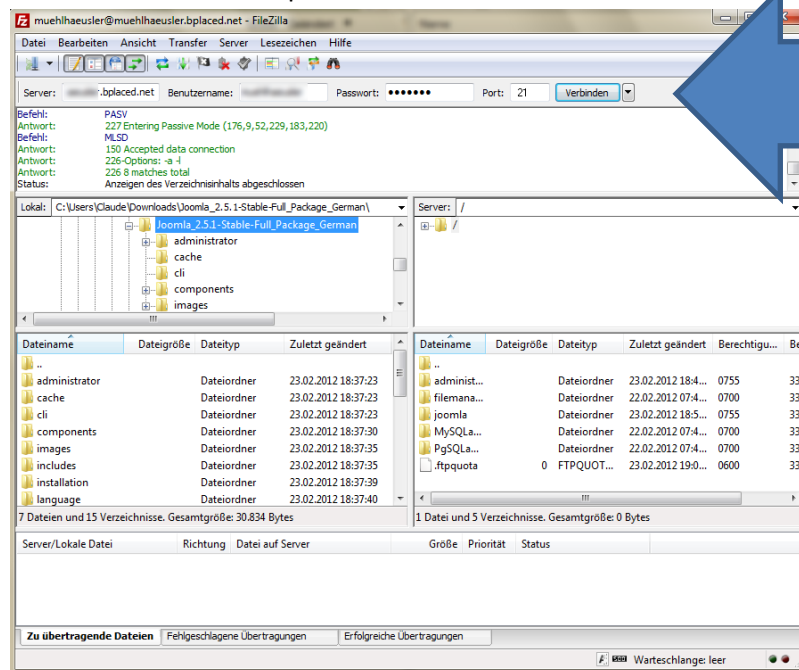 muehlhaeusler@muehlhaeusler.bplaced.net - FileZilla
Datei Bearbeiten Ansicht Transfer Server Lesezeichen Hilfe
Server: .bplaced.net Benutzername: Passwort: ••••••• Port: 21 Verbinden
Befehl: PASV
Antwort: 227 Entering Passive Mode (176,9,52,229,183,220)
Befehl: MLSD
Antwort: 150 Accepted data connection
Antwort: 226-Options: -a -l
Antwort: 226 8 matches total
Status: Anzeigen des Verzeichnisinhalts abgeschlossen
Lokal: C:\Users\Claude\Downloads\Joomla_2.5.1-Stable-Full_Package_German\
Joomla_2.5.1-Stable-Full_Package_German
administrator
cache
cli
components
images
Server: /
/
Dateiname Dateigröße Dateityp Zuletzt geändert
..
administrator Dateiordner 23.02.2012 18:37:23
cache Dateiordner 23.02.2012 18:37:23
cli Dateiordner 23.02.2012 18:37:23
components Dateiordner 23.02.2012 18:37:30
images Dateiordner 23.02.2012 18:37:35
includes Dateiordner 23.02.2012 18:37:35
installation Dateiordner 23.02.2012 18:37:39
language Dateiordner 23.02.2012 18:37:40
7 Dateien und 15 Verzeichnisse. Gesamtgröße: 30.834 Bytes
Dateiname Dateigröße Dateityp Zuletzt geändert Berechtigu... Be
..
administ... Dateiordner 23.02.2012 18:4... 0755 33
filemana... Dateiordner 22.02.2012 07:4... 0700 33
joomla Dateiordner 23.02.2012 18:5... 0755 33
MySQLa... Dateiordner 22.02.2012 07:4... 0700 33
PgSQLa... Dateiordner 22.02.2012 07:4... 0700 33
.ftpquota 0 FTPQUOT... 23.02.2012 19:0... 0600 33
1 Datei und 5 Verzeichnisse. Gesamtgröße: 0 Bytes
Server/Lokale Datei Richtung Datei auf Server Größe Priorität Status
Zu übertragende Dateien Fehlgeschlagene Übertragungen Erfolgreiche Übertragungen
Warteschlange: leer